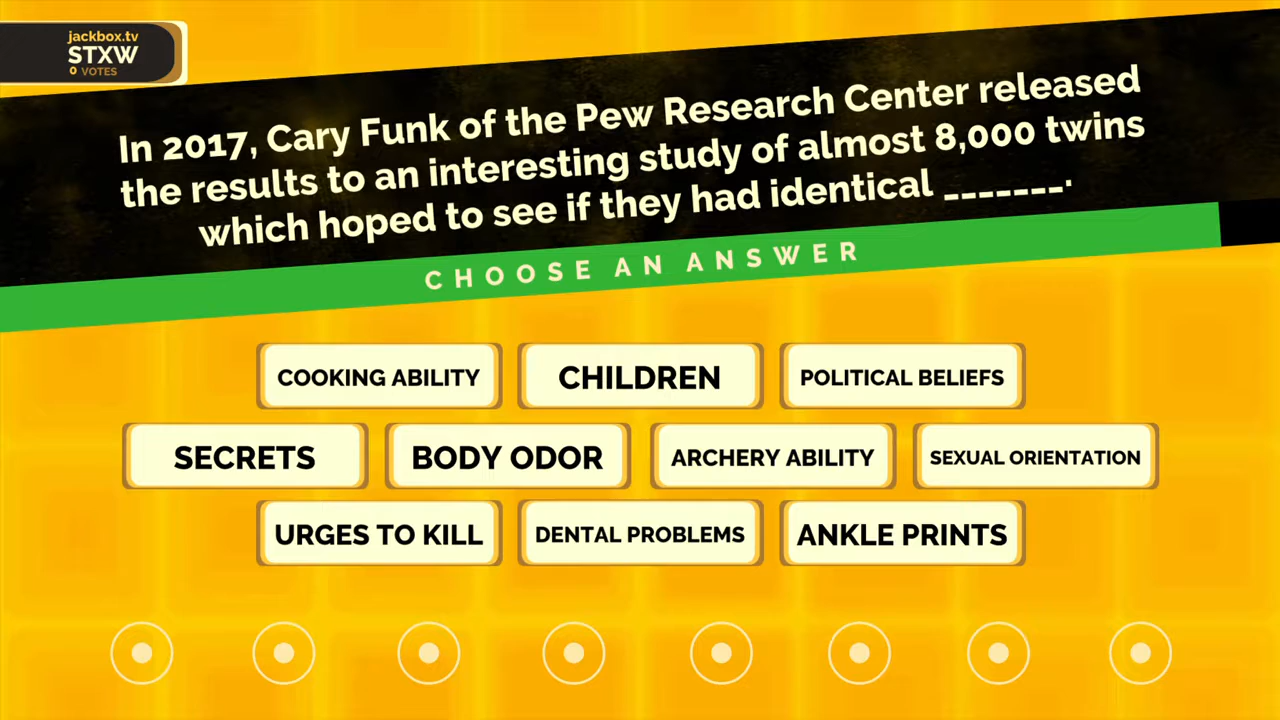 jackbox.tv
STXW
0 VOTES
In 2017, Cary Funk of the Pew Research Center released
the results to an interesting study of almost 8,000 twins
which hoped to see if they had identical _______.
CHOOSE AN ANSWER
COOKING ABILITY
CHILDREN
POLITICAL BELIEFS
SECRETS
BODY ODOR
ARCHERY ABILITY
SEXUAL ORIENTATION
URGES TO KILL
DENTAL PROBLEMS
ANKLE PRINTS